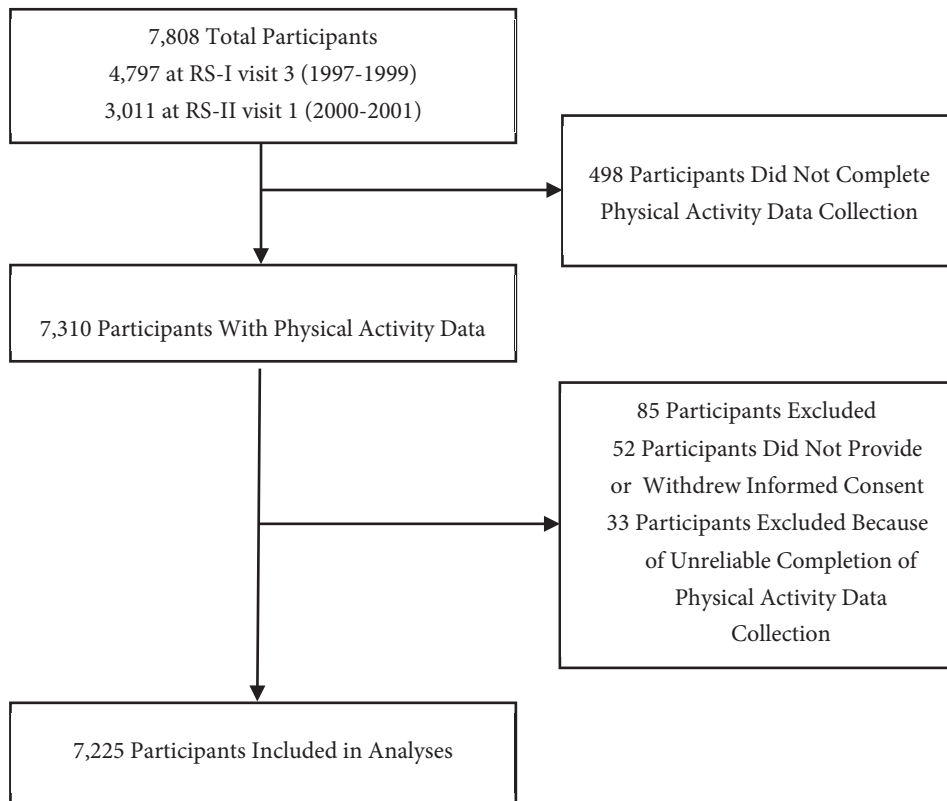 7,808 Total Participants
4,797 at RS-I visit 3 (1997-1999)
3,011 at RS-II visit 1 (2000-2001)
498 Participants Did Not Complete
Physical Activity Data Collection
7,310 Participants With Physical Activity Data
85 Participants Excluded
52 Participants Did Not Provide
or Withdrew Informed Consent
33 Participants Excluded Because
of Unreliable Completion of
Physical Activity Data
Collection
7,225 Participants Included in Analyses